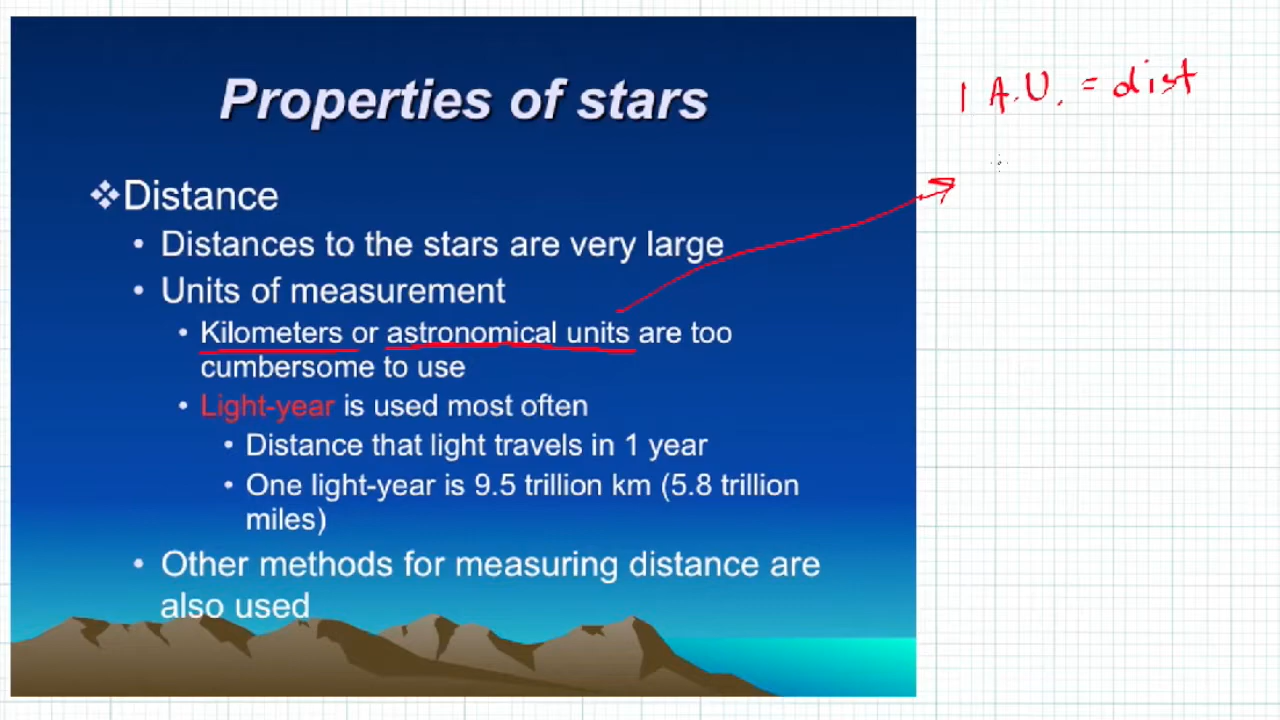 Properties of stars
1 A.U. = dist
❖Distance
• Distances to the stars are very large
• Units of measurement
• Kilometers or astronomical units are too
cumbersome to use
• Light-year is used most often
• Distance that light travels in 1 year
• One light-year is 9.5 trillion km (5.8 trillion
miles)
• Other methods for measuring distance are
also used